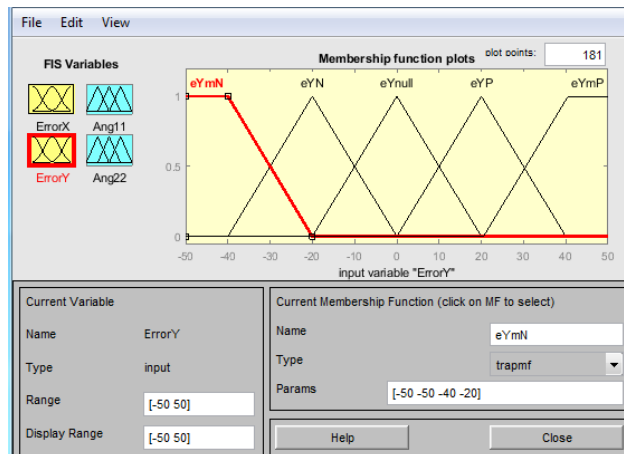 File Edit View
FIS Variables
ErrorX Ang11
ErrorY Ang22
Membership function plots plot points: 181
eYmN eYN eYnull eYP eYmP
1
0.5
0
-50 -40 -30 -20 -10 0 10 20 30 40 50
input variable "ErrorY"
Current Variable
Name ErrorY
Type input
Range [-50 50]
Display Range [-50 50]
Current Membership Function (click on MF to select)
Name eYmN
Type trapmf
Params [-50 -50 -40 -20]
Help Close